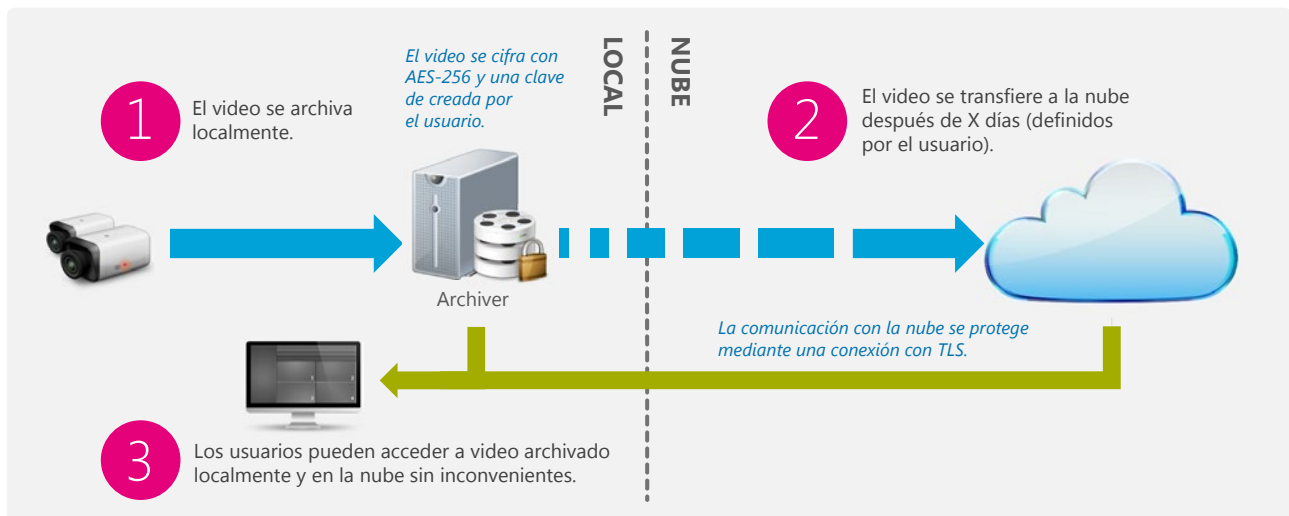 1
El video se archiva
localmente.
El video se cifra con
AES-256 y una clave
de creada por
el usuario.
LOCAL
NUBE
2
El video se transfiere a la nube
después de X días (definidos
por el usuario).
Archiver
La comunicación con la nube se protege
mediante una conexión con TLS.
3
Los usuarios pueden acceder a video archivado
localmente y en la nube sin inconvenientes.